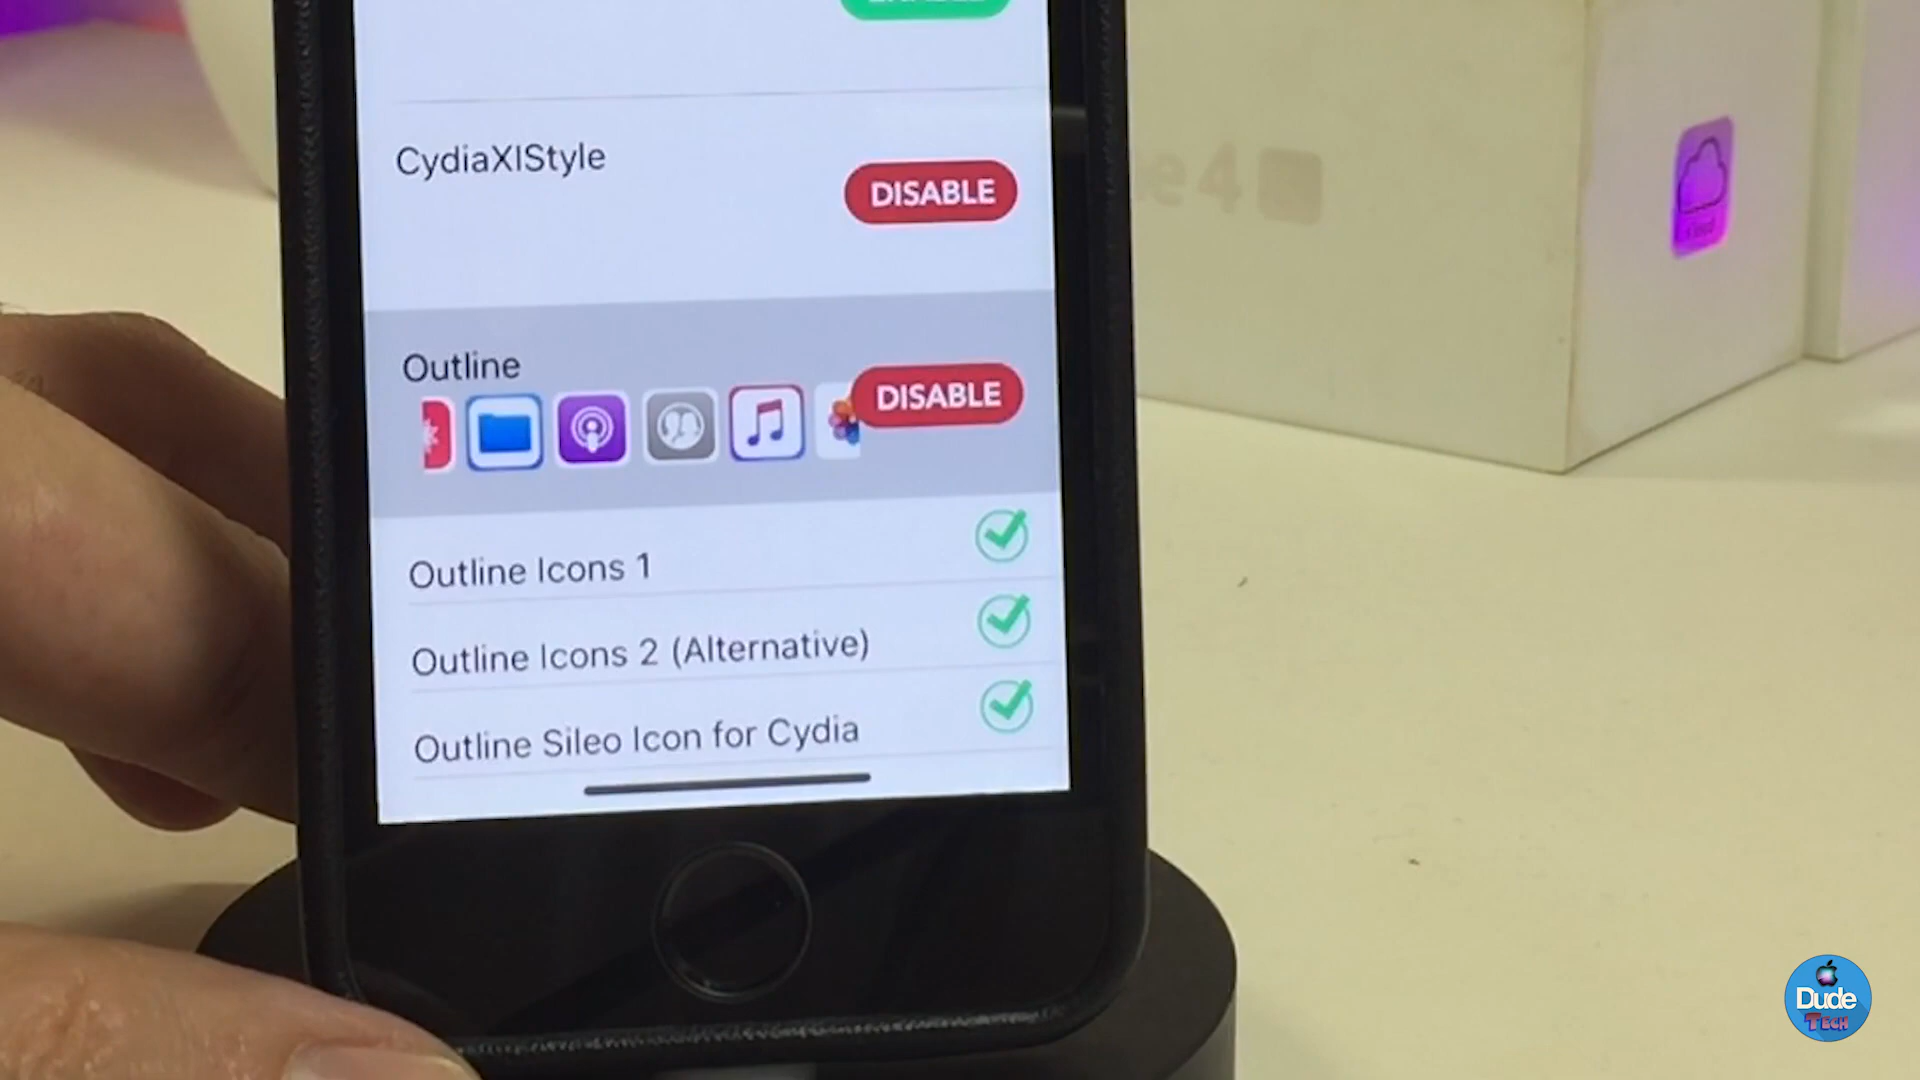 CydiaXIStyle
DISABLE
Outline
DISABLE
Outline Icons 1
Outline Icons 2 (Alternative)
Outline Sileo Icon for Cydia
Dude
TECH